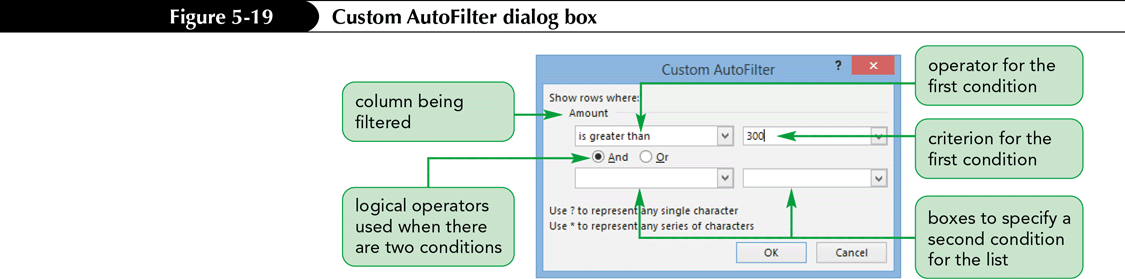 Figure 5-19 Custom AutoFilter dialog box
column being
filtered
logical operators
used when there
are two conditions
Custom AutoFilter ? ×
Show rows where:
Amount
is greater than 300
And Or
Use ? to represent any single character
Use * to represent any series of characters
OK Cancel
operator for the
first condition
criterion for the
first condition
boxes to specify a
second condition
for the list